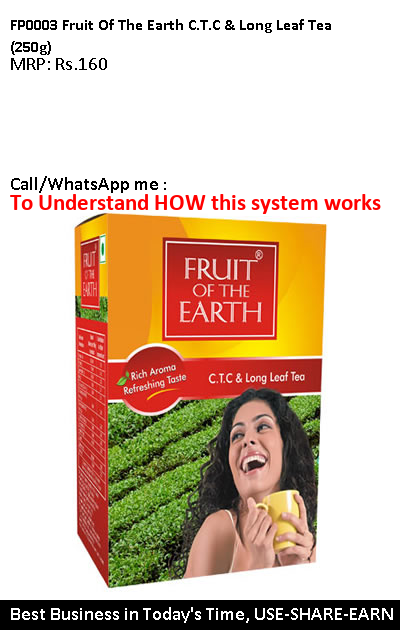 FP0003 Fruit Of The Earth C.T.C & Long Leaf Tea
(250g)
MRP: Rs.160
Call/WhatsApp me :
To Understand HOW this system works
FRUIT®
OF THE
EARTH
FRUIT
OF THE
EARTH
Rich Aroma
Refreshing Taste
C.T.C & Long Leaf Tea
Best Business in Today's Time, USE-SHARE-EARN